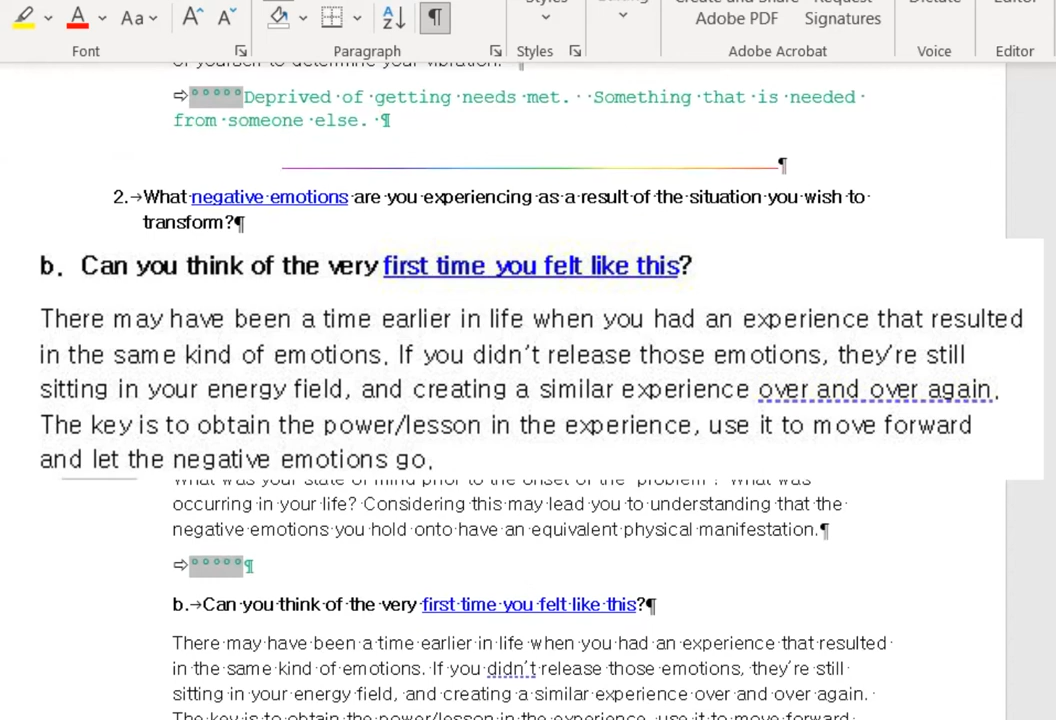 Styles
Create and Share
Request
Dictate
Editor
Aa
Adobe PDF
Signatures
Font
Paragraph
Styles
Adobe Acrobat
Voice
Editor
of yourself to determine your vibration. ¶
⇨°°°°°Deprived of getting needs met.  Something that is needed
from someone else. ¶
¶
2.→What negative emotions are you experiencing as a result of the situation you wish to
transform?¶
b. Can you think of the very first time you felt like this?
There may have been a time earlier in life when you had an experience that resulted
in the same kind of emotions. If you didn't release those emotions, they're still
sitting in your energy field, and creating a similar experience over and over again.
The key is to obtain the power/lesson in the experience, use it to move forward
and let the negative emotions go.
What was your state of mind prior to the onset of the "problem"? What was
occurring in your life? Considering this may lead you to understanding that the
negative emotions you hold onto have an equivalent physical manifestation.¶
⇨°°°°°¶
b.→Can you think of the very first time you felt like this?¶
There may have been a time earlier in life when you had an experience that resulted
in the same kind of emotions. If you didn't release those emotions, they're still
sitting in your energy field, and creating a similar experience over and over again.
The key is to obtain the power/lesson in the experience, use it to move forward